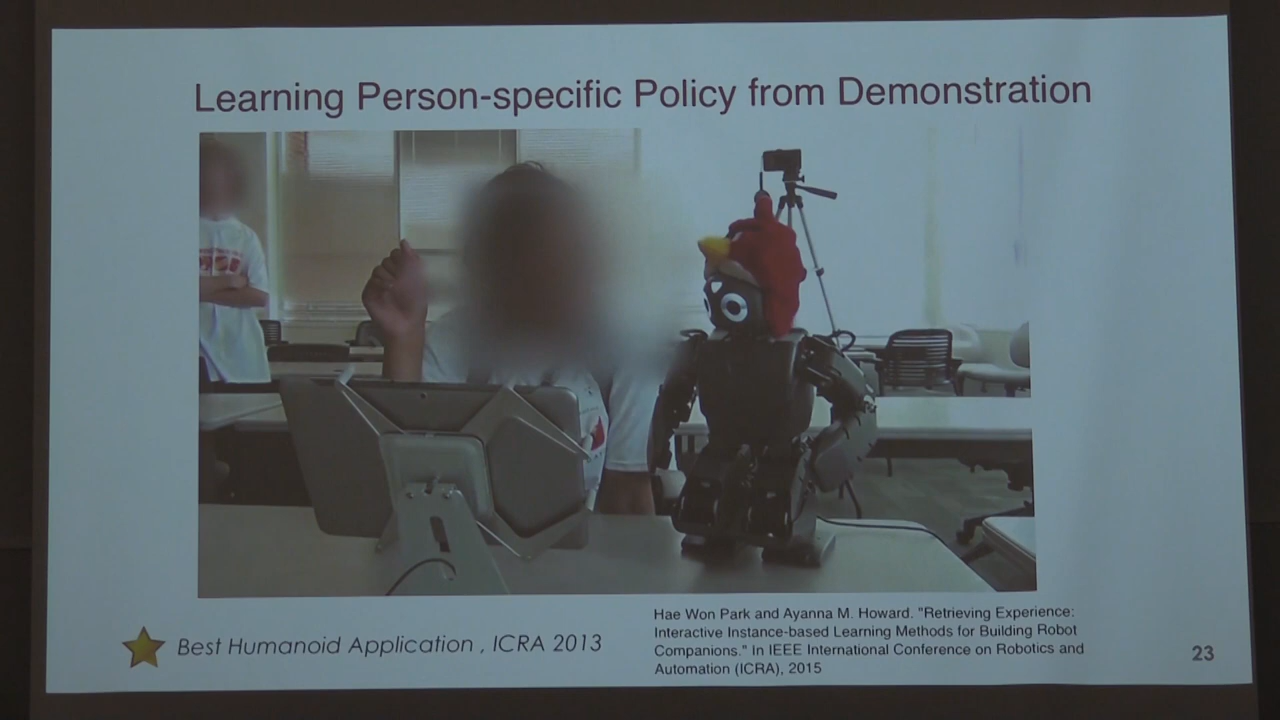 Learning Person-specific Policy from Demonstration
Best Humanoid Application , ICRA 2013
Hae Won Park and Ayanna M. Howard. "Retrieving Experience:
Interactive Instance-based Learning Methods for Building Robot
Companions." In IEEE International Conference on Robotics and
Automation (ICRA), 2015
23